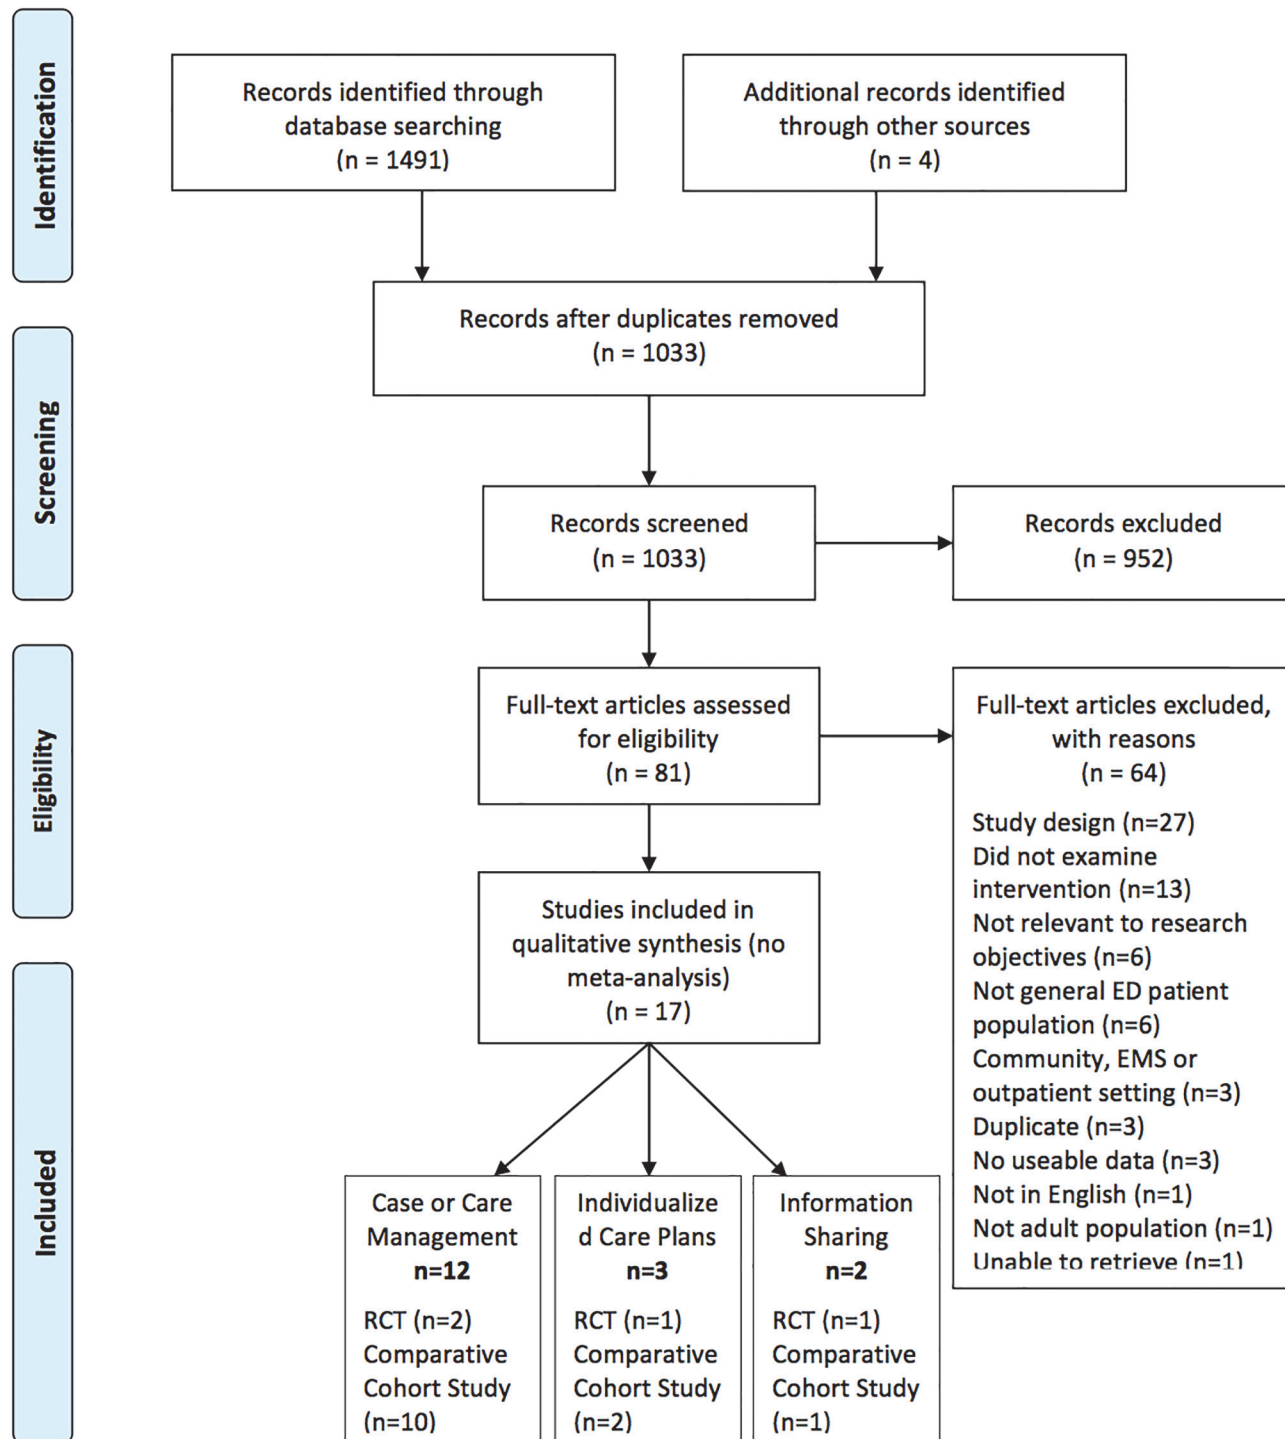 Identification
Records identified through
database searching
(n = 1491)
Additional records identified
through other sources
(n = 4)
Records after duplicates removed
(n = 1033)
Screening
Records screened
(n = 1033)
Records excluded
(n = 952)
Eligibility
Full-text articles assessed
for eligibility
(n = 81)
Full-text articles excluded,
with reasons
(n = 64)
Study design (n=27)
Did not examine
intervention (n=13)
Not relevant to research
objectives (n=6)
Not general ED patient
population (n=6)
Community, EMS or
outpatient setting (n=3)
Duplicate (n=3)
No useable data (n=3)
Not in English (n=1)
Not adult population (n=1)
Unable to retrieve (n=1)
Studies included in
qualitative synthesis (no
meta-analysis)
(n = 17)
Included
Case or Care
Management
n=12
RCT (n=2)
Comparative
Cohort Study
(n=10)
Individualize
d Care Plans
n=3
RCT (n=1)
Comparative
Cohort Study
(n=2)
Information
Sharing
n=2
RCT (n=1)
Comparative
Cohort Study
(n=1)